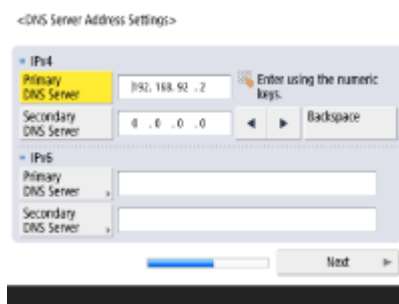 <DNS Server Address Settings>
IPv4
Primary
DNS Server
192. 168. 92 . 2
Enter using the numeric
keys.
Secondary
DNS Server
0 . 0 . 0 . 0
Backspace
IPv6
Primary
DNS Server
Secondary
DNS Server
Next